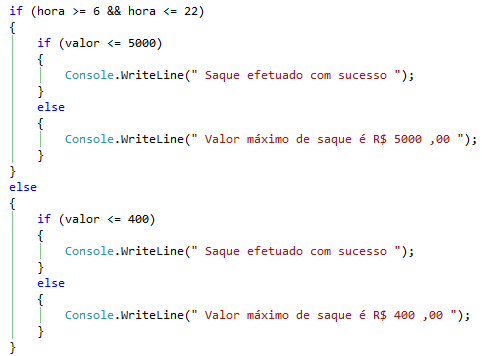 if (hora >= 6 && hora <= 22)
{
if (valor <= 5000)
{
Console.WriteLine(" Saque efetuado com sucesso ");
}
else
{
Console.WriteLine(" Valor máximo de saque é R$ 5000 ,00 ");
}
}
else
{
if (valor <= 400)
{
Console.WriteLine(" Saque efetuado com sucesso ");
}
else
{
Console.WriteLine(" Valor máximo de saque é R$ 400 ,00 ");
}
}